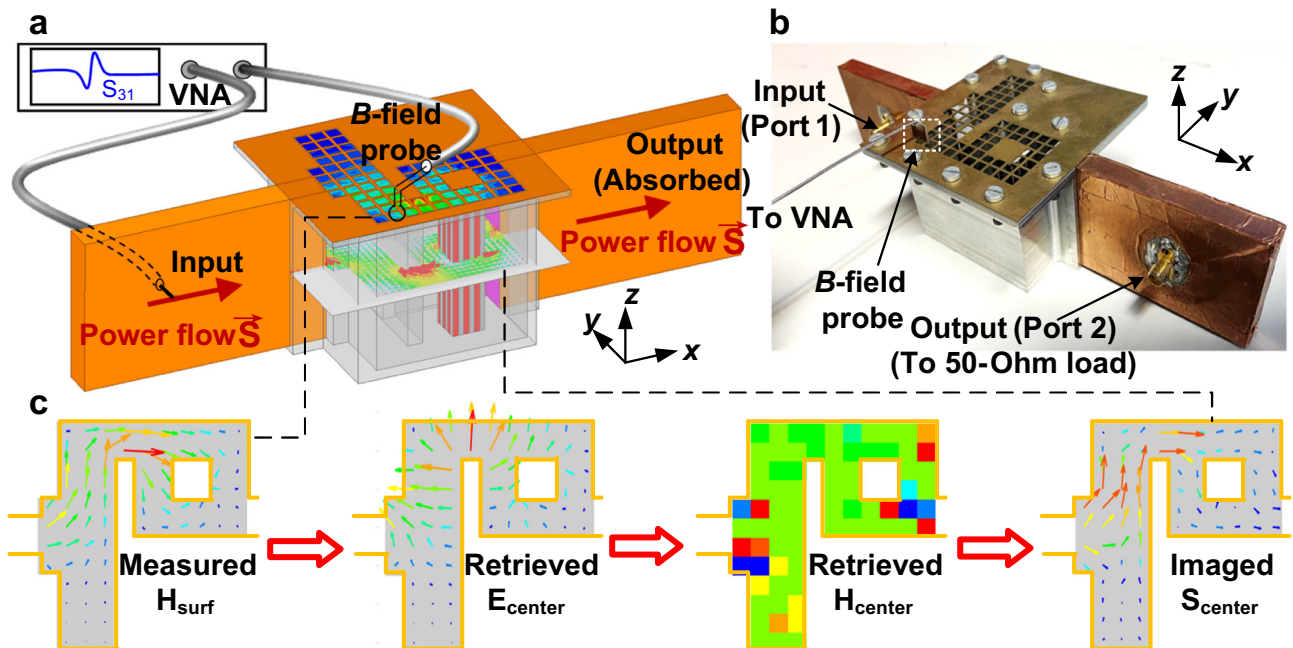 a
S31
VNA
B-field
probe
Output
(Absorbed)
Power flow S
Input
Power flow S
z
y
x
b
Input
(Port 1)
To VNA
B-field
probe
Output (Port 2)
(To 50-Ohm load)
z
y
x
c
Measured
Hsurf
Retrieved
Ecenter
Retrieved
Hcenter
Imaged
Scenter